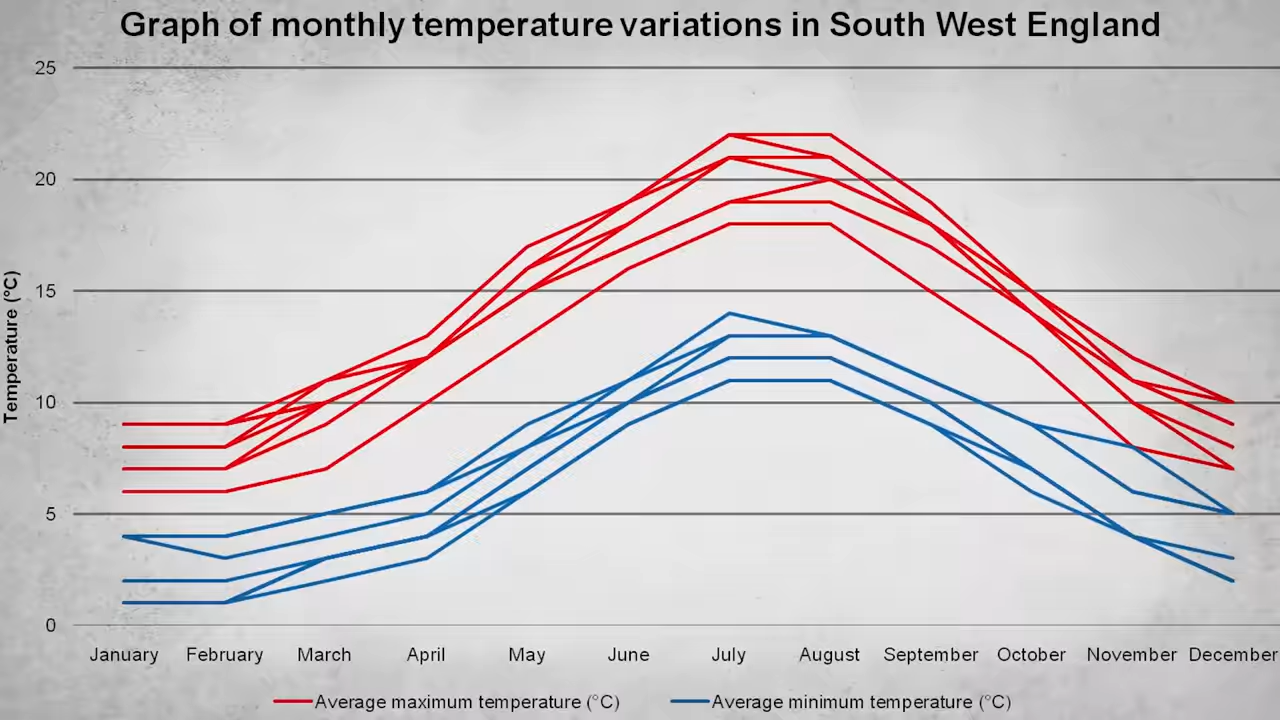 Graph of monthly temperature variations in South West England
25
20
15
10
5
0
Temperature (°C)
January February March April May June July August September October November December
Average maximum temperature (°C) Average minimum temperature (°C)